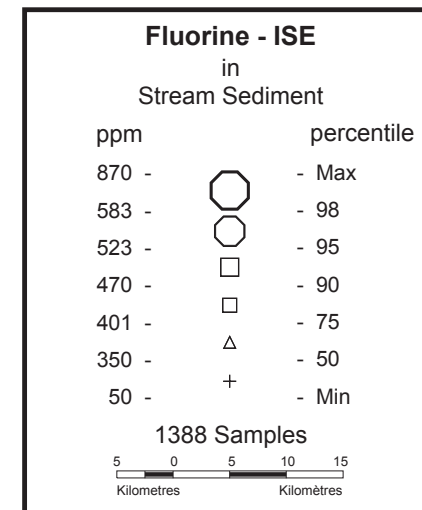 Fluorine - ISE
in
Stream Sediment
ppm percentile
870 - - Max
583 - - 98
523 - - 95
470 - - 90
401 - - 75
350 - - 50
50 - - Min
1388 Samples
5 0 5 10 15
Kilometres Kilomètres